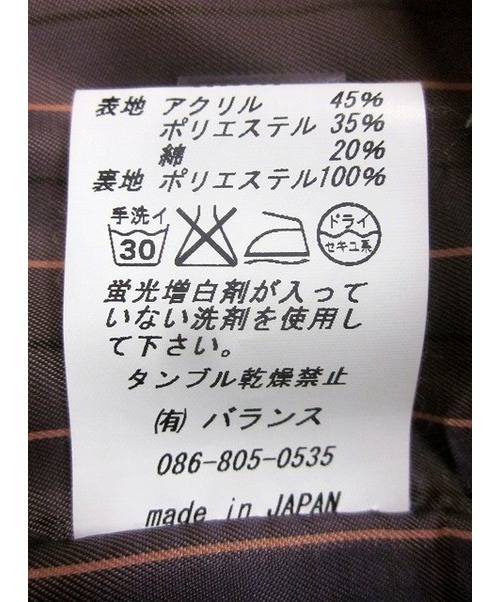 表地 アクリル 45%
ポリエステル 35%
綿 20%
裏地 ポリエステル100%
手洗イ
30
ドライ
セキユ系
蛍光増白剤が入って
いない洗剤を使用し
て下さい。
タンブル乾燥禁止
㈲ バランス
086-805-0535
made in JAPAN